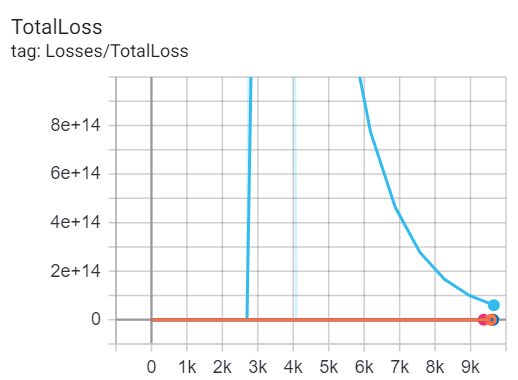 TotalLoss
tag: Losses/TotalLoss
8e+14
6e+14
4e+14
2e+14
0
0 1k 2k 3k 4k 5k 6k 7k 8k 9k